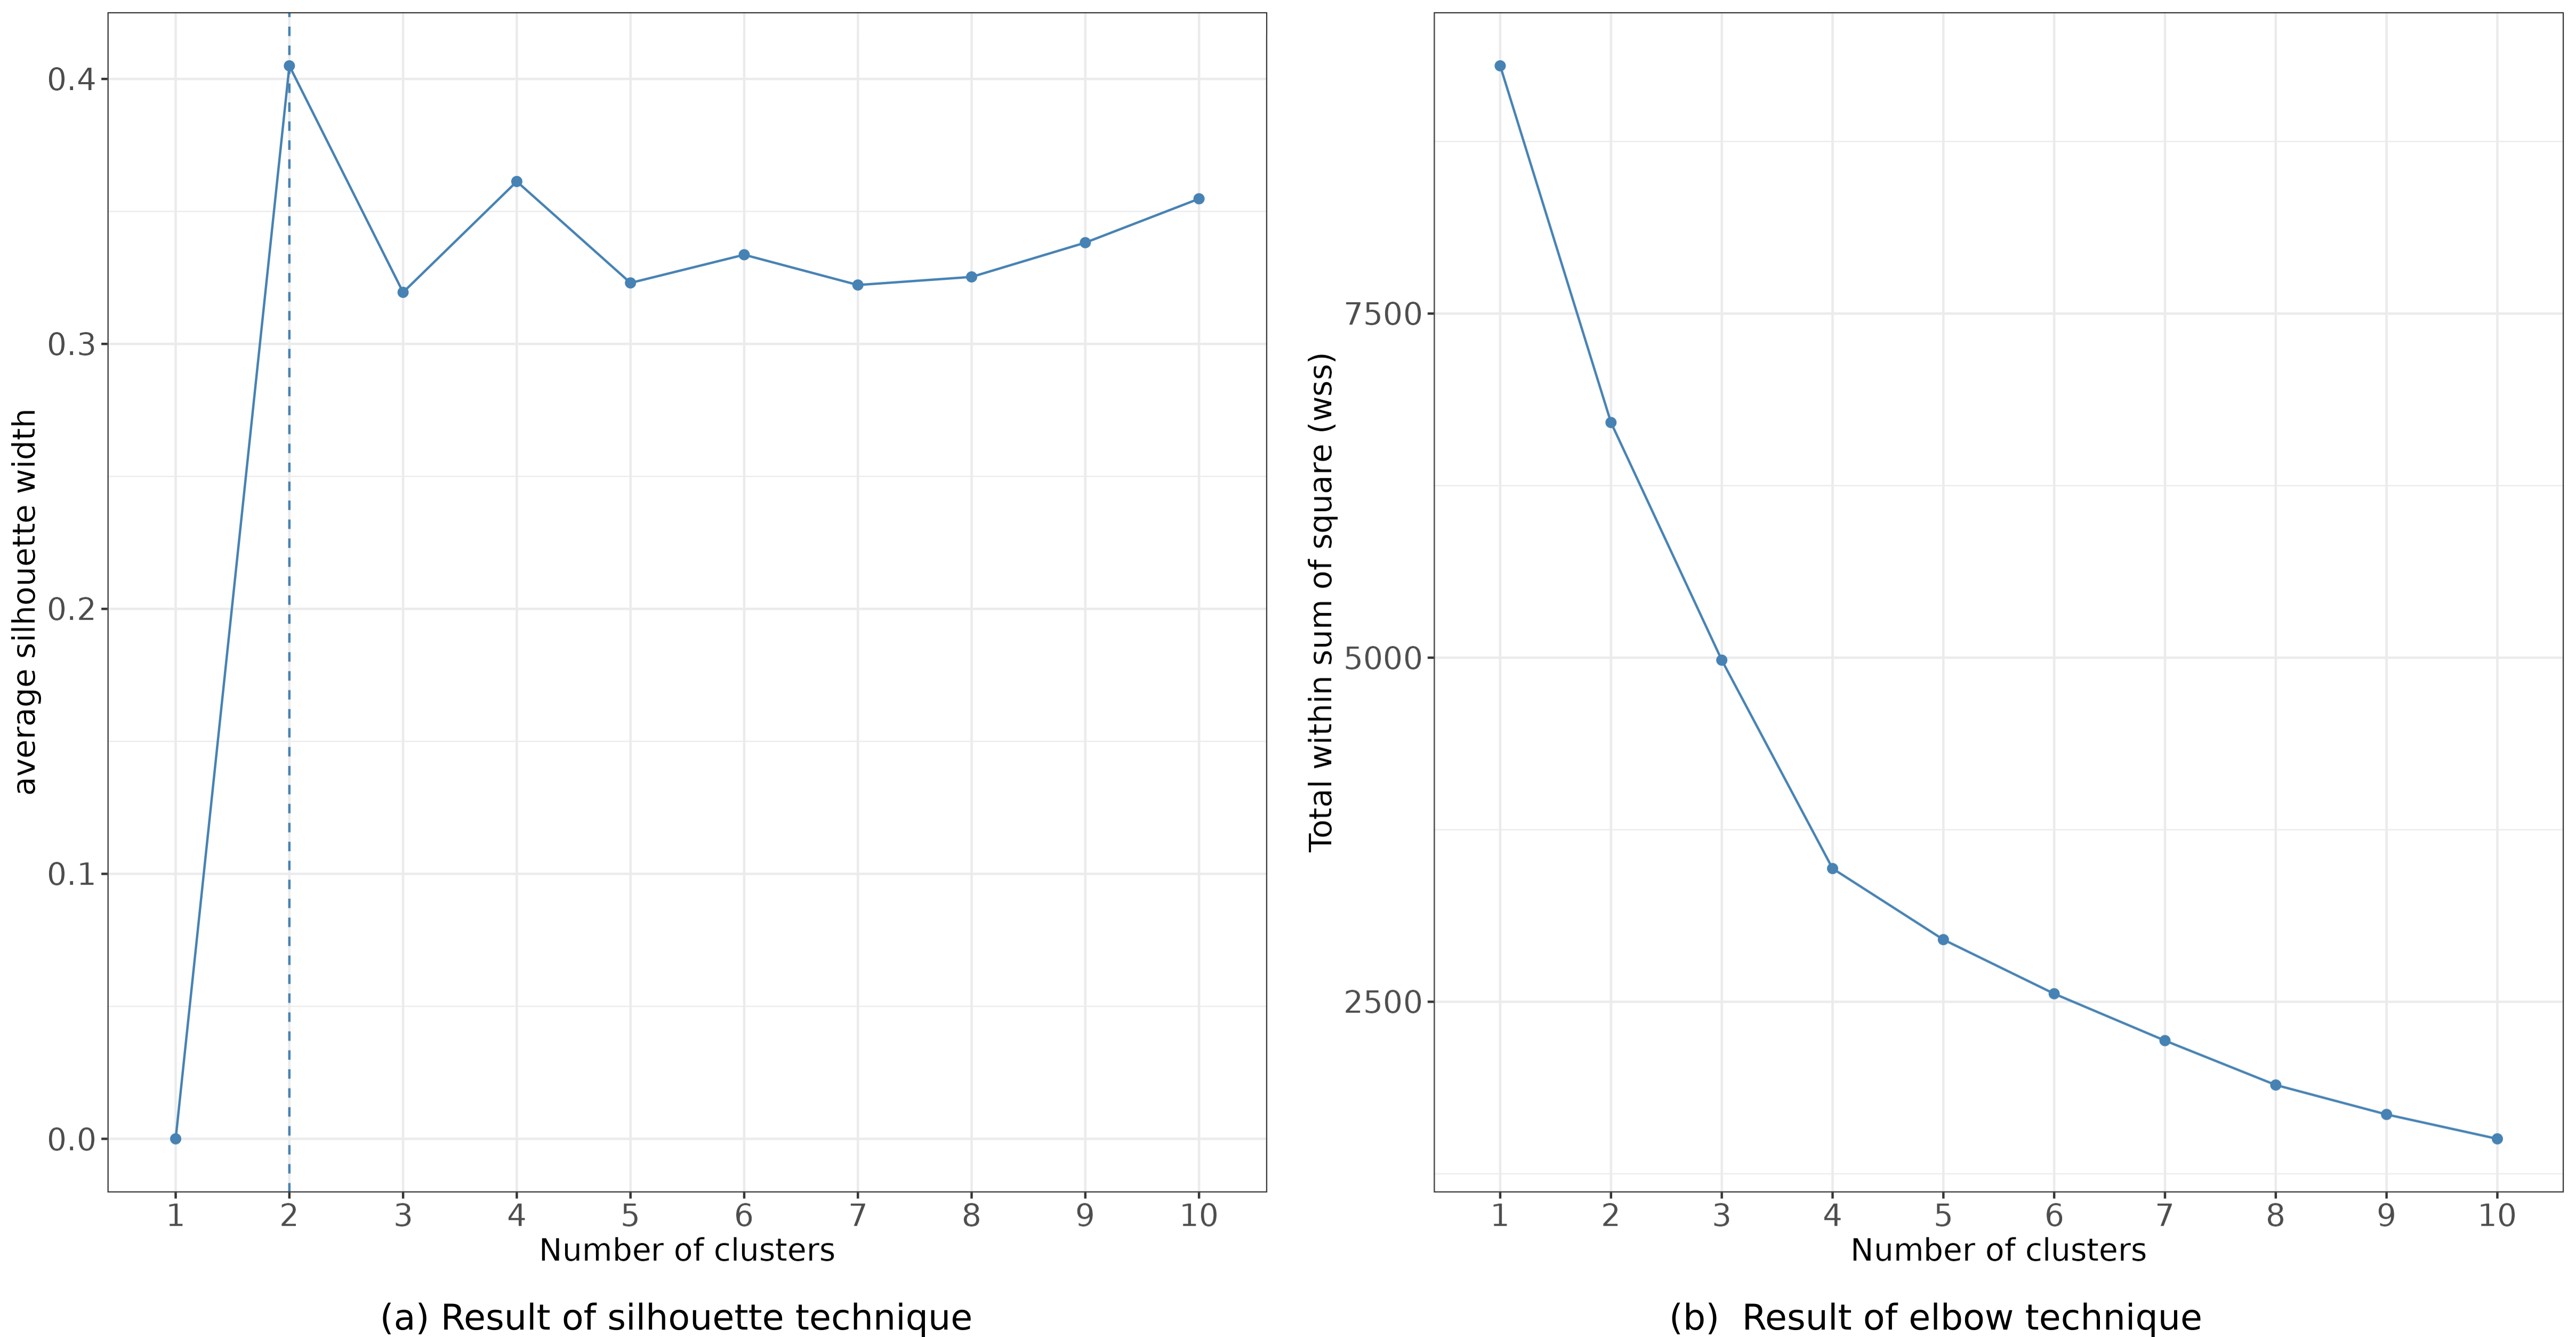 0.4
0.3
0.2
0.1
0.0
average silhouette width
1 2 3 4 5 6 7 8 9 10
Number of clusters
(a) Result of silhouette technique
7500
5000
2500
Total within sum of square (wss)
1 2 3 4 5 6 7 8 9 10
Number of clusters
(b) Result of elbow technique